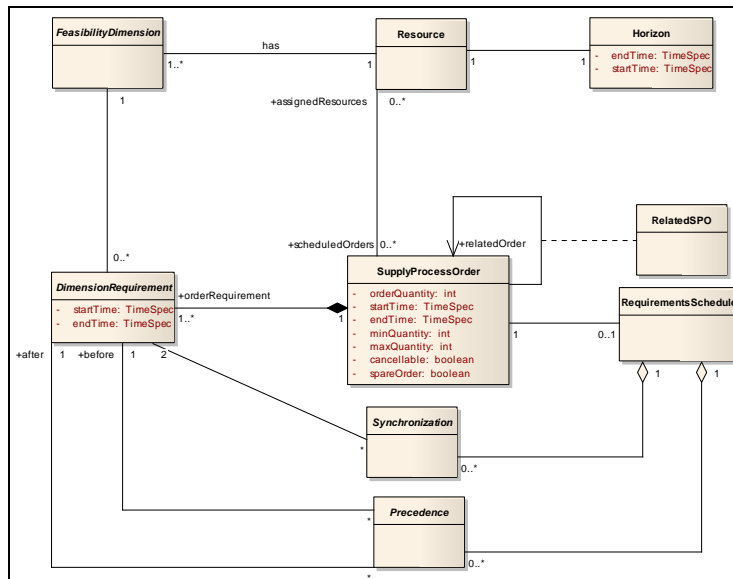 FeasibilityDimension
has
1..*
1
Resource
1
1
Horizon
- endTime: TimeSpec
- startTime: TimeSpec
1
+assignedResources
0..*
0..*
+scheduledOrders
0..*
+relatedOrder
RelatedSPO
DimensionRequirement
- startTime: TimeSpec
- endTime: TimeSpec
+orderRequirement
1..*
1
SupplyProcessOrder
- orderQuantity: int
- startTime: TimeSpec
- endTime: TimeSpec
- minQuantity: int
- maxQuantity: int
- cancellable: boolean
- spareOrder: boolean
1
0..1
RequirementsSchedule
+after
1
+before
1
2
1
1
Synchronization
*
0..*
Precedence
*
0..*
*